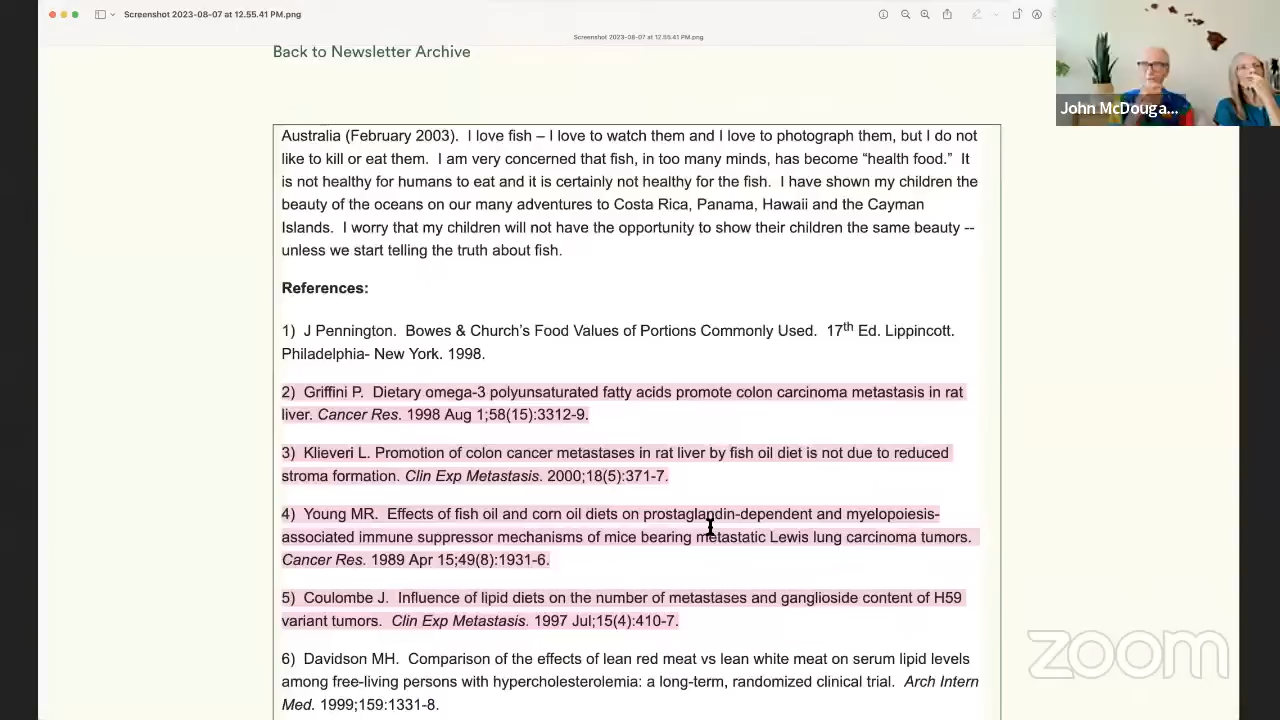 Screenshot 2023-08-07 at 12.55.41 PM.png
Screenshot 2023-08-07 at 12.55.41 PM.png
Back to Newsletter Archive
John McDouga...
Australia (February 2003).  I love fish – I love to watch them and I love to photograph them, but I do not
like to kill or eat them.  I am very concerned that fish, in too many minds, has become “health food.”  It
is not healthy for humans to eat and it is certainly not healthy for the fish.  I have shown my children the
beauty of the oceans on our many adventures to Costa Rica, Panama, Hawaii and the Cayman
Islands.  I worry that my children will not have the opportunity to show their children the same beauty --
unless we start telling the truth about fish.
References:
1)  J Pennington.  Bowes & Church’s Food Values of Portions Commonly Used.  17th Ed. Lippincott.
Philadelphia- New York. 1998.
2)  Griffini P.  Dietary omega-3 polyunsaturated fatty acids promote colon carcinoma metastasis in rat
liver. Cancer Res. 1998 Aug 1;58(15):3312-9.
3)  Klieveri L. Promotion of colon cancer metastases in rat liver by fish oil diet is not due to reduced
stroma formation. Clin Exp Metastasis. 2000;18(5):371-7.
4)  Young MR.  Effects of fish oil and corn oil diets on prostaglandin-dependent and myelopoiesis-
associated immune suppressor mechanisms of mice bearing metastatic Lewis lung carcinoma tumors.
Cancer Res. 1989 Apr 15;49(8):1931-6.
5)  Coulombe J.  Influence of lipid diets on the number of metastases and ganglioside content of H59
variant tumors.  Clin Exp Metastasis. 1997 Jul;15(4):410-7.
6)  Davidson MH.  Comparison of the effects of lean red meat vs lean white meat on serum lipid levels
among free-living persons with hypercholesterolemia: a long-term, randomized clinical trial.  Arch Intern
Med. 1999;159:1331-8.
zoom